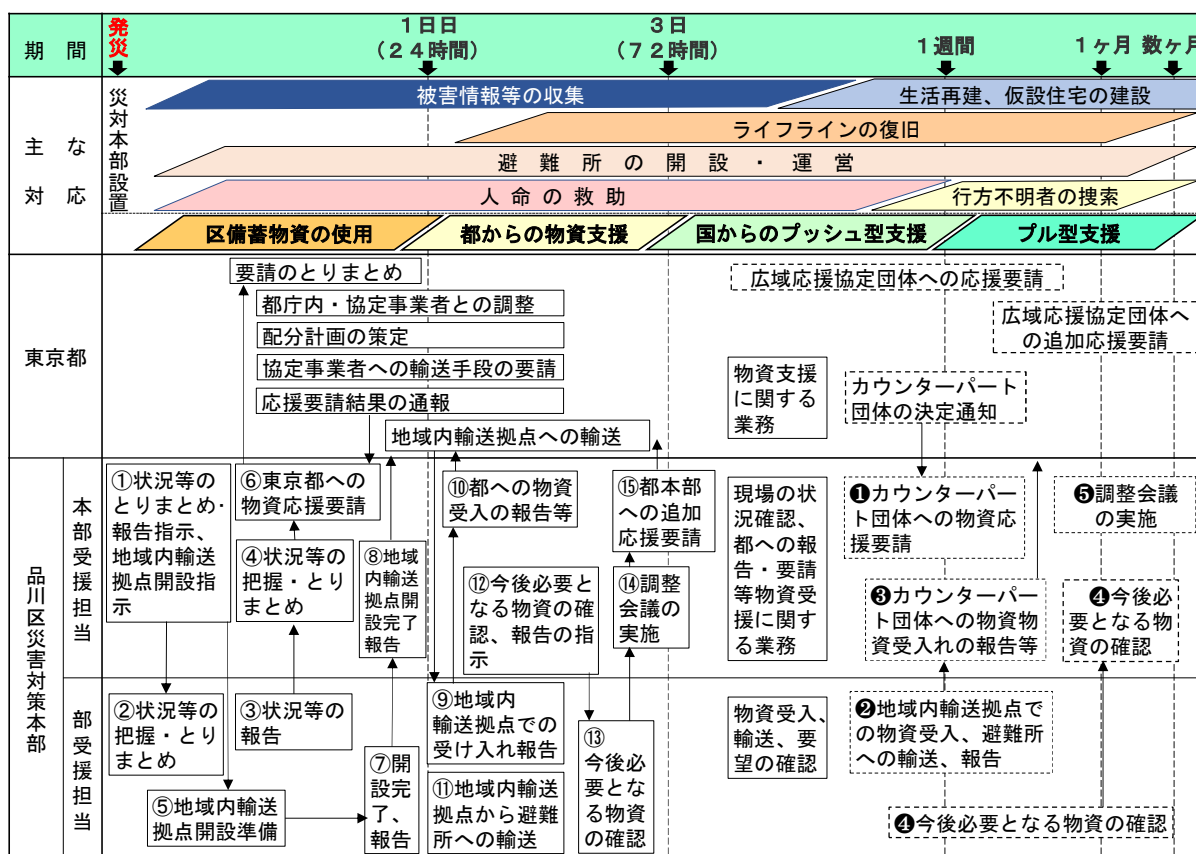 期 間
発災
1日目
(24時間)
3日
(72時間)
1週間
1ヶ月
数ヶ月
主 な
対 応
災対本部設置
被害情報等の収集
生活再建、仮設住宅の建設
ライフラインの復旧
避 難 所 の 開 設 ・ 運 営
人 命 の 救 助
行方不明者の捜索
区備蓄物資の使用
都からの物資支援
国からのプッシュ型支援
プル型支援
東京都
要請のとりまとめ
都庁内・協定事業者との調整
配分計画の策定
協定事業者への輸送手段の要請
応援要請結果の通報
地域内輸送拠点への輸送
広域応援協定団体への応援要請
広域応援協定団体へ
の追加応援要請
物資支援
に関する
業務
カウンターパート
団体の決定通知
品川区災害対策本部
本部受援担当
①状況等の
とりまとめ・
報告指示、
地域内輸送
拠点開設指
示
⑥東京都への
物資応援要請
④状況等の
把握・とり
まとめ
⑧地域
内輸送
拠点開
設完了
報告
⑩都への物資
受入の報告等
⑫今後必要と
なる物資の確
認、報告の指
示
⑮都本部
への追加
応援要請
⑭調整
会議の
実施
現場の状
況確認、
都への報
告・要請
等物資受
援に関す
る業務
❶カウンターパー
ト団体への物資応
援要請
❸カウンターパー
ト団体への物資物
資受入れの報告等
❺調整会議
の実施
❹今後必
要となる物
資の確認
部受援担当
②状況等の
把握・とり
まとめ
③状況等の
報告
⑤地域内輸送
拠点開設準備
⑦開
設完
了、
報告
⑨地域内
輸送拠点での
受け入れ報告
⑪地域内輸送
拠点から避難
所への輸送
⑬
今後必
要とな
る物資
の確認
物資受入、
輸送、要
望の確認
❷地域内輸送拠点で
の物資受入、避難所
への輸送、報告
❹今後必要となる物資の確認